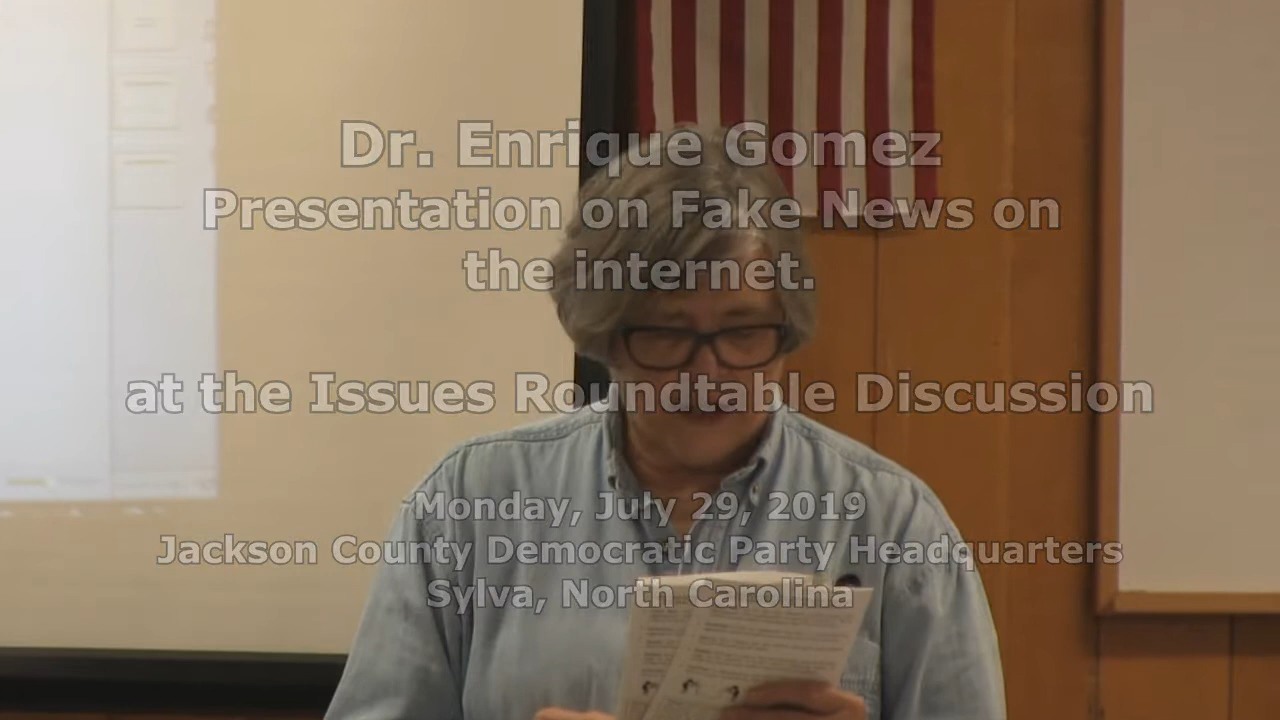 Dr. Enrique Gomez
Presentation on Fake News on
the internet.
at the Issues Roundtable Discussion
Monday, July 29, 2019
Jackson County Democratic Party Headquarters
Sylva, North Carolina